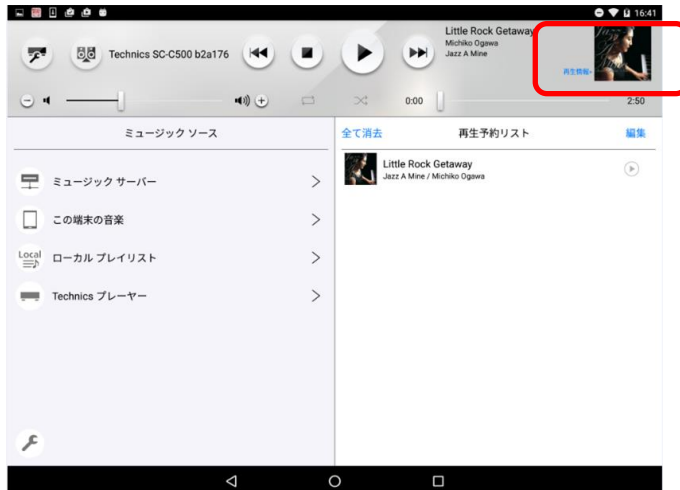 16:41
Technics SC-C500 b2a176
Little Rock Getaway
Michiko Ogawa
Jazz A Mine
再生情報
0:00
2:50
ミュージック ソース
ミュージック サーバー
この端末の音楽
Local
ローカル プレイリスト
Technics プレーヤー
全て消去
再生予約リスト
編集
Little Rock Getaway
Jazz A Mine / Michiko Ogawa